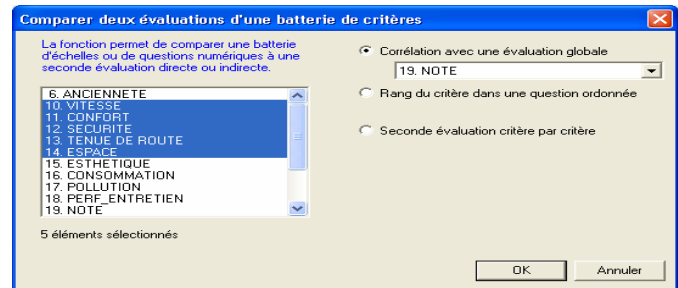 Comparer deux évaluations d'une batterie de critères
La fonction permet de comparer une batterie
d'échelles ou de questions numériques à une
seconde évaluation directe ou indirecte.
6. ANCIENNETE
10. VITESSE
11. CONFORT
12. SECURITE
13. TENUE DE ROUTE
14. ESPACE
15. ESTHETIQUE
16. CONSOMMATION
17. POLLUTION
18. PERF_ENTRETIEN
19. NOTE
5 éléments sélectionnés
Corrélation avec une évaluation globale
19. NOTE
Rang du critère dans une question ordonnée
Seconde évaluation critère par critère
OK
Annuler